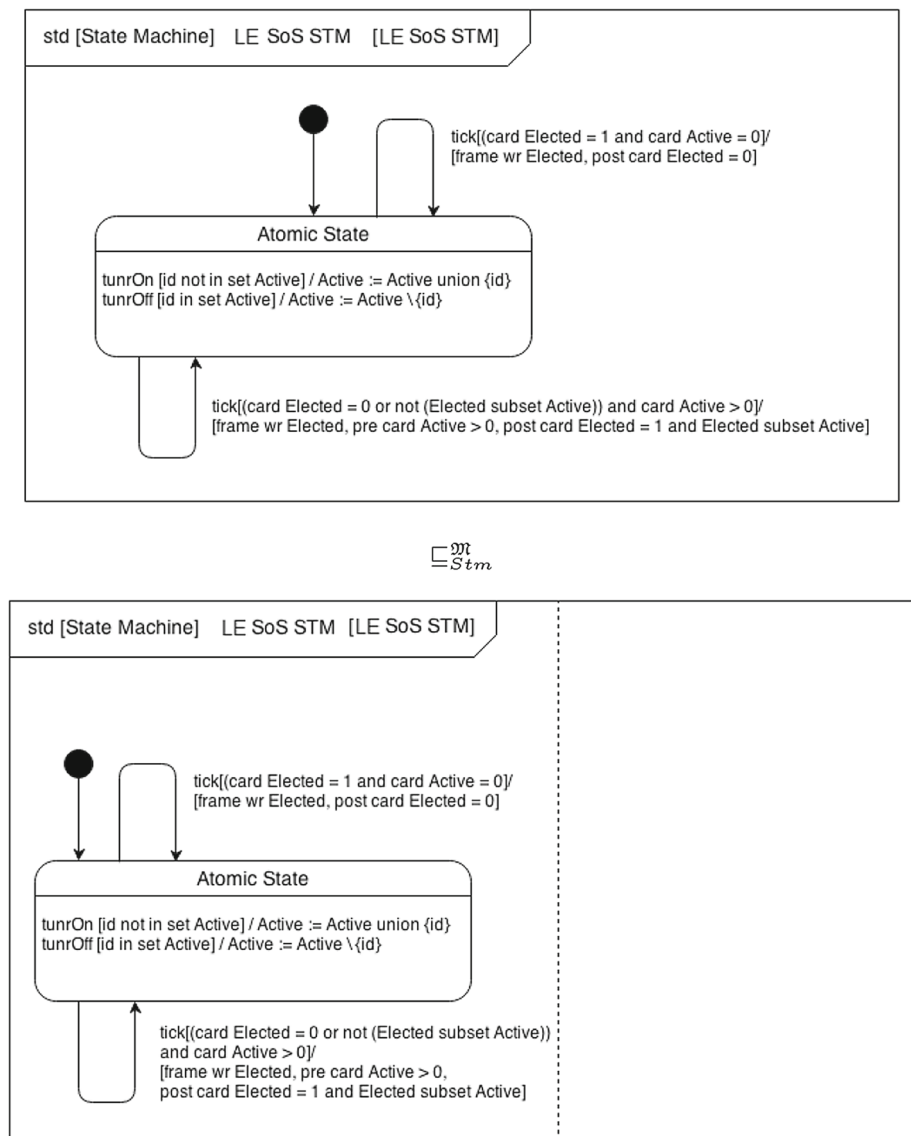 std [State Machine] LE SoS STM [LE SoS STM]
tick[(card Elected = 1 and card Active = 0]/
[frame wr Elected, post card Elected = 0]
Atomic State
tunrOn [id not in set Active] / Active := Active union {id}
tunrOff [id in set Active] / Active := Active \{id}
tick[(card Elected = 0 or not (Elected subset Active)) and card Active > 0]/
[frame wr Elected, pre card Active > 0, post card Elected = 1 and Elected subset Active]
⊑𝔐Stm
std [State Machine] LE SoS STM [LE SoS STM]
tick[(card Elected = 1 and card Active = 0]/
[frame wr Elected, post card Elected = 0]
Atomic State
tunrOn [id not in set Active] / Active := Active union {id}
tunrOff [id in set Active] / Active := Active \{id}
tick[(card Elected = 0 or not (Elected subset Active))
and card Active > 0]/
[frame wr Elected, pre card Active > 0,
post card Elected = 1 and Elected subset Active]